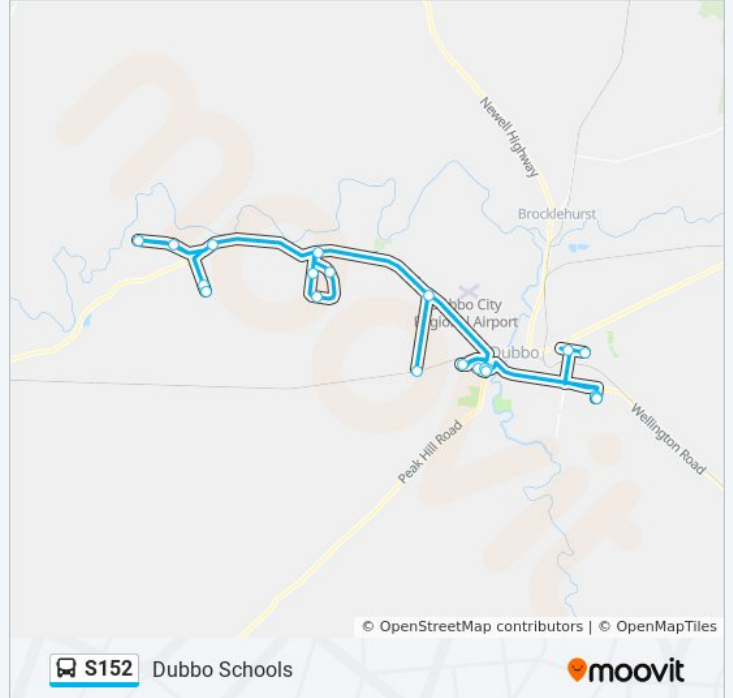 Newell Highway
Brocklehurst
Dubbo City
Regional Airport
Dubbo
Wellington Road
Peak Hill Road
moovit
© OpenStreetMap contributors | © OpenMapTiles
S152 Dubbo Schools
moovit